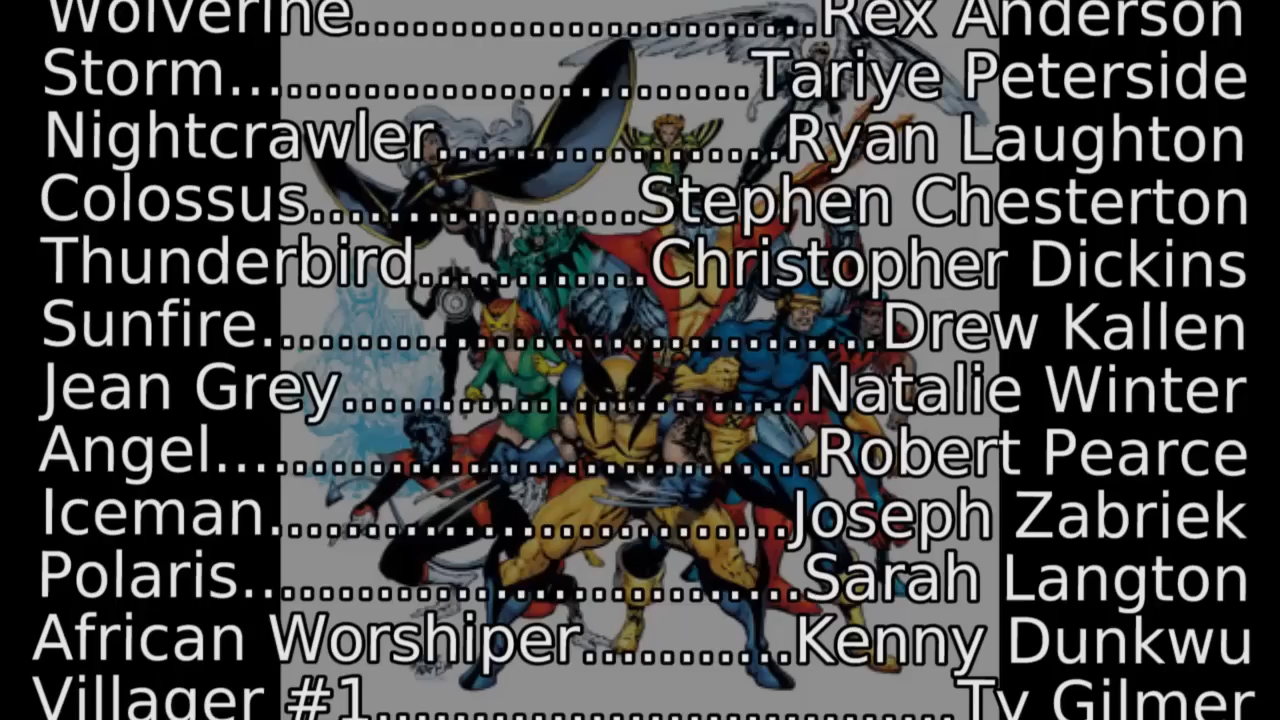 Wolverine.............................Rex Anderson
Storm.................................Tariye Peterside
Nightcrawler......................Ryan Laughton
Colossus.....................Stephen Chesterton
Thunderbird..............Christopher Dickins
Sunfire.......................................Drew Kallen
Jean Grey.............................Natalie Winter
Angel......................................Robert Pearce
Iceman.................................Joseph Zabriek
Polaris...................................Sarah Langton
African Worshiper.............Kenny Dunkwu
Villager #1.....................................Ty Gilmer